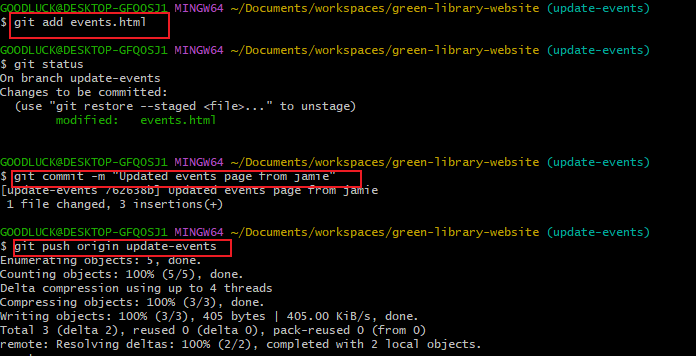 GOODLUCK@DESKTOP-GFQOSJ1 MINGW64 ~/Documents/workspaces/green-library-website (update-events)
$ git add events.html
GOODLUCK@DESKTOP-GFQOSJ1 MINGW64 ~/Documents/workspaces/green-library-website (update-events)
$ git status
On branch update-events
Changes to be committed:
  (use "git restore --staged <file>..." to unstage)
        modified:   events.html
GOODLUCK@DESKTOP-GFQOSJ1 MINGW64 ~/Documents/workspaces/green-library-website (update-events)
$ git commit -m "Updated events page from jamie"
[update-events 762638b] Updated events page from jamie
 1 file changed, 3 insertions(+)
GOODLUCK@DESKTOP-GFQOSJ1 MINGW64 ~/Documents/workspaces/green-library-website (update-events)
$ git push origin update-events
Enumerating objects: 5, done.
Counting objects: 100% (5/5), done.
Delta compression using up to 4 threads
Compressing objects: 100% (3/3), done.
Writing objects: 100% (3/3), 405 bytes | 405.00 KiB/s, done.
Total 3 (delta 2), reused 0 (delta 0), pack-reused 0 (from 0)
remote: Resolving deltas: 100% (2/2), completed with 2 local objects.